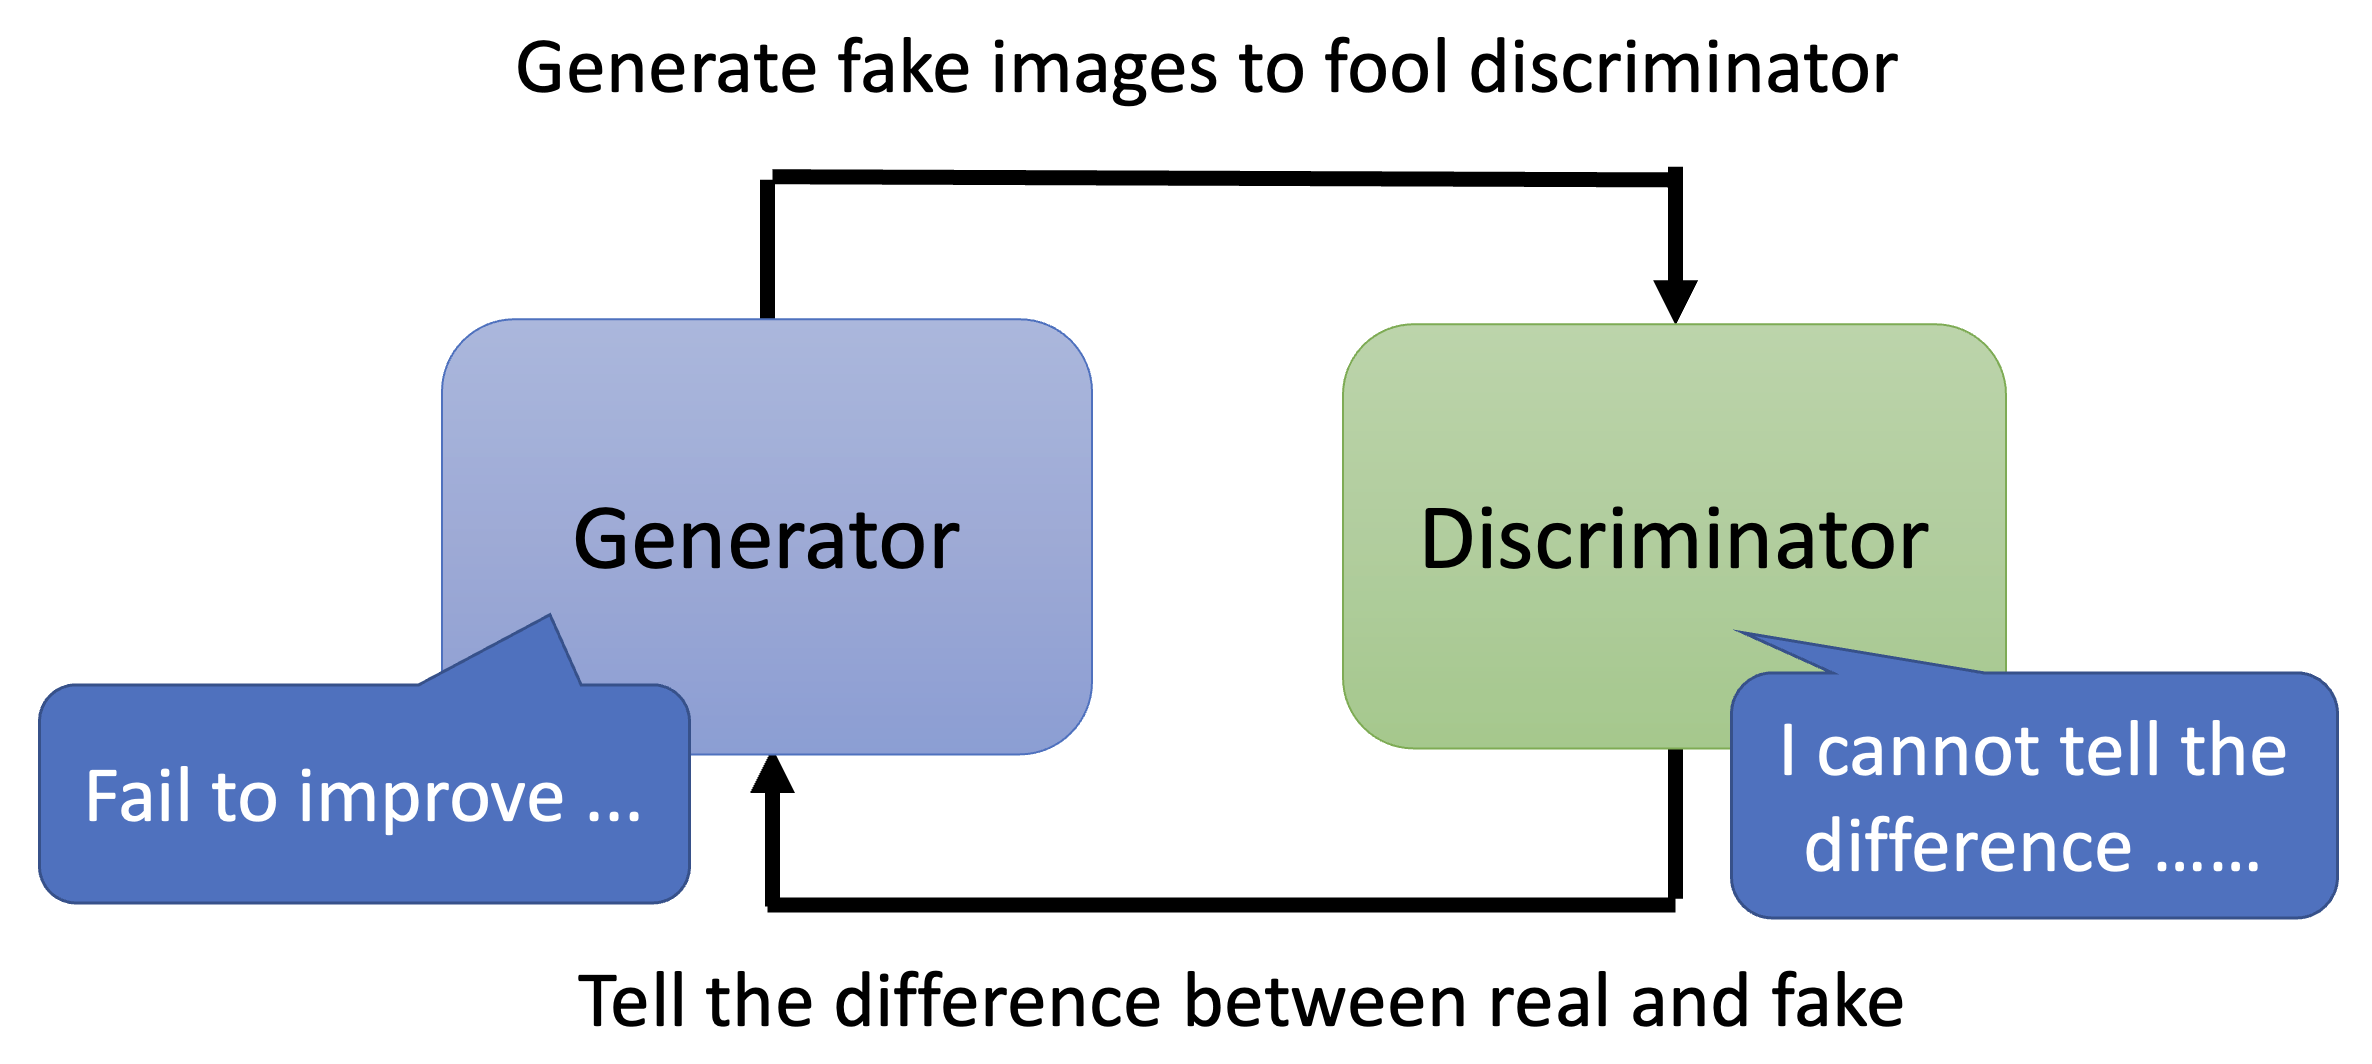 Generate fake images to fool discriminator
Generator
Discriminator
Fail to improve ...
I cannot tell the
difference ……
Tell the difference between real and fake